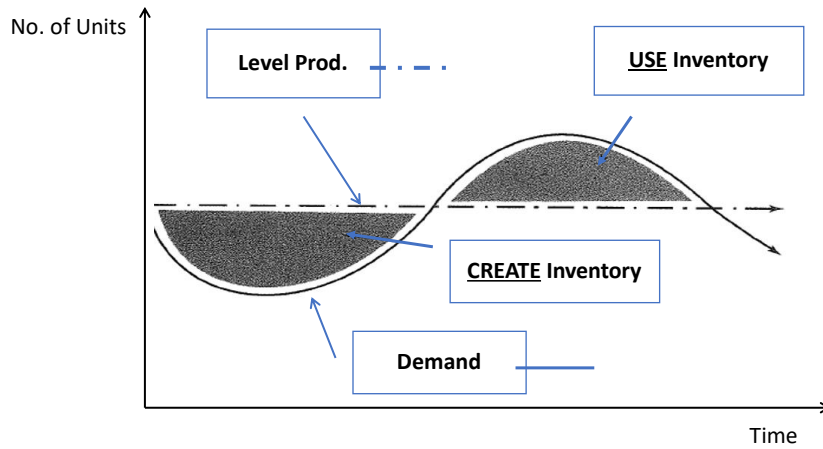 No. of Units
Level Prod.
USE Inventory
CREATE Inventory
Demand
Time